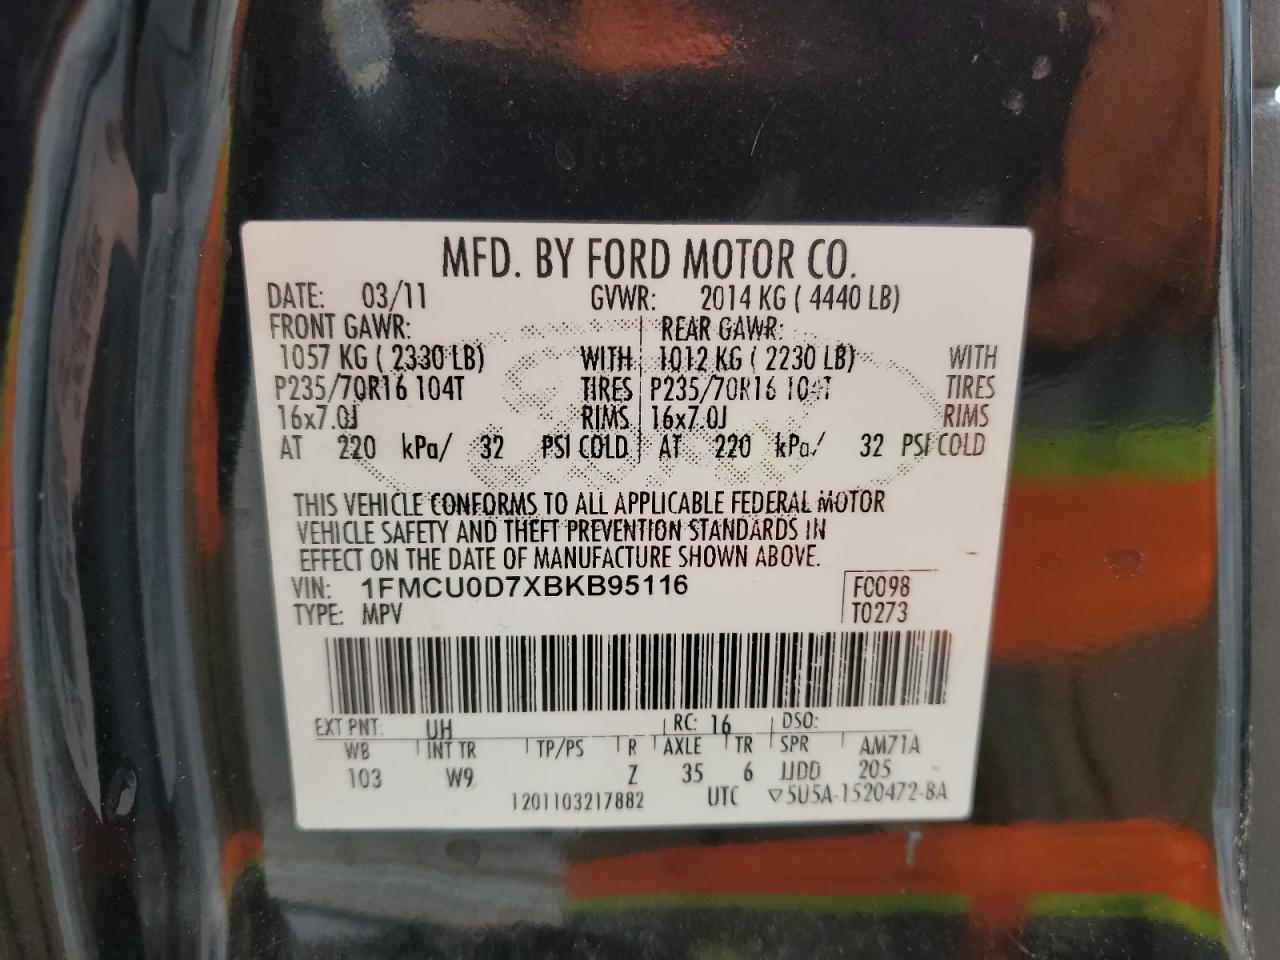 MFD. BY FORD MOTOR CO.
DATE: 03/11 GVWR: 2014 KG ( 4440 LB)
FRONT GAWR: REAR GAWR:
1057 KG ( 2330 LB) WITH 1012 KG ( 2230 LB) WITH
P235/70R16 104T TIRES P235/70R16 104T TIRES
16x7.0J RIMS 16x7.0J RIMS
AT 220 kPa/ 32 PSI COLD AT 220 kPa/ 32 PSI COLD
THIS VEHICLE CONFORMS TO ALL APPLICABLE FEDERAL MOTOR
VEHICLE SAFETY AND THEFT PREVENTION STANDARDS IN
EFFECT ON THE DATE OF MANUFACTURE SHOWN ABOVE.
VIN: 1FMCU0D7XBKB95116 FC098
TYPE: MPV T0273
EXT PNT: UH RC: 16 DSO:
WB INT TR TP/PS R AXLE TR SPR AM71A
103 W9 Z 35 6 JJDD 205
1201103217882 UTC ▽5U5A-1520472-BA